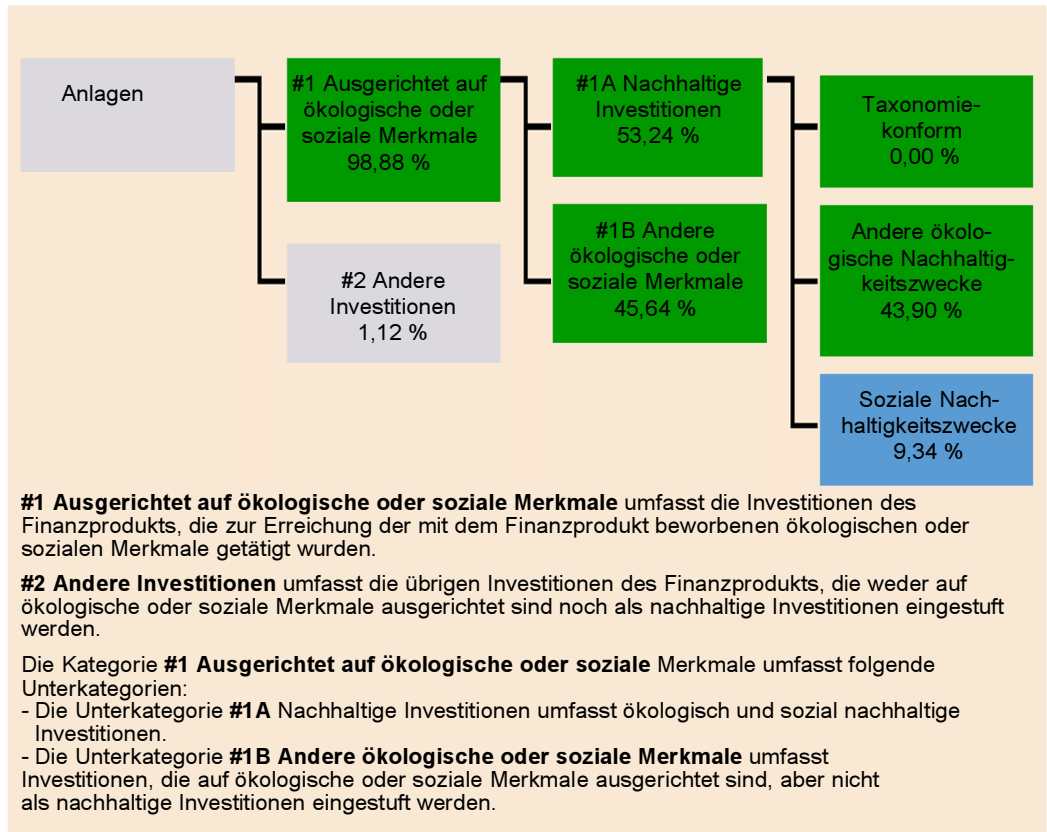 Anlagen
#1 Ausgerichtet auf
ökologische oder
soziale Merkmale
98,88 %
#2 Andere
Investitionen
1,12 %
#1A Nachhaltige
Investitionen
53,24 %
#1B Andere
ökologische oder
soziale Merkmale
45,64 %
Taxonomie-
konform
0,00 %
Andere ökolo-
gische Nachhaltig-
keitszwecke
43,90 %
Soziale Nach-
haltigkeitszwecke
9,34 %
#1 Ausgerichtet auf ökologische oder soziale Merkmale umfasst die Investitionen des
Finanzprodukts, die zur Erreichung der mit dem Finanzprodukt beworbenen ökologischen oder
sozialen Merkmale getätigt wurden.
#2 Andere Investitionen umfasst die übrigen Investitionen des Finanzprodukts, die weder auf
ökologische oder soziale Merkmale ausgerichtet sind noch als nachhaltige Investitionen eingestuft
werden.
Die Kategorie #1 Ausgerichtet auf ökologische oder soziale Merkmale umfasst folgende
Unterkategorien:
- Die Unterkategorie #1A Nachhaltige Investitionen umfasst ökologisch und sozial nachhaltige
Investitionen.
- Die Unterkategorie #1B Andere ökologische oder soziale Merkmale umfasst
Investitionen, die auf ökologische oder soziale Merkmale ausgerichtet sind, aber nicht
als nachhaltige Investitionen eingestuft werden.